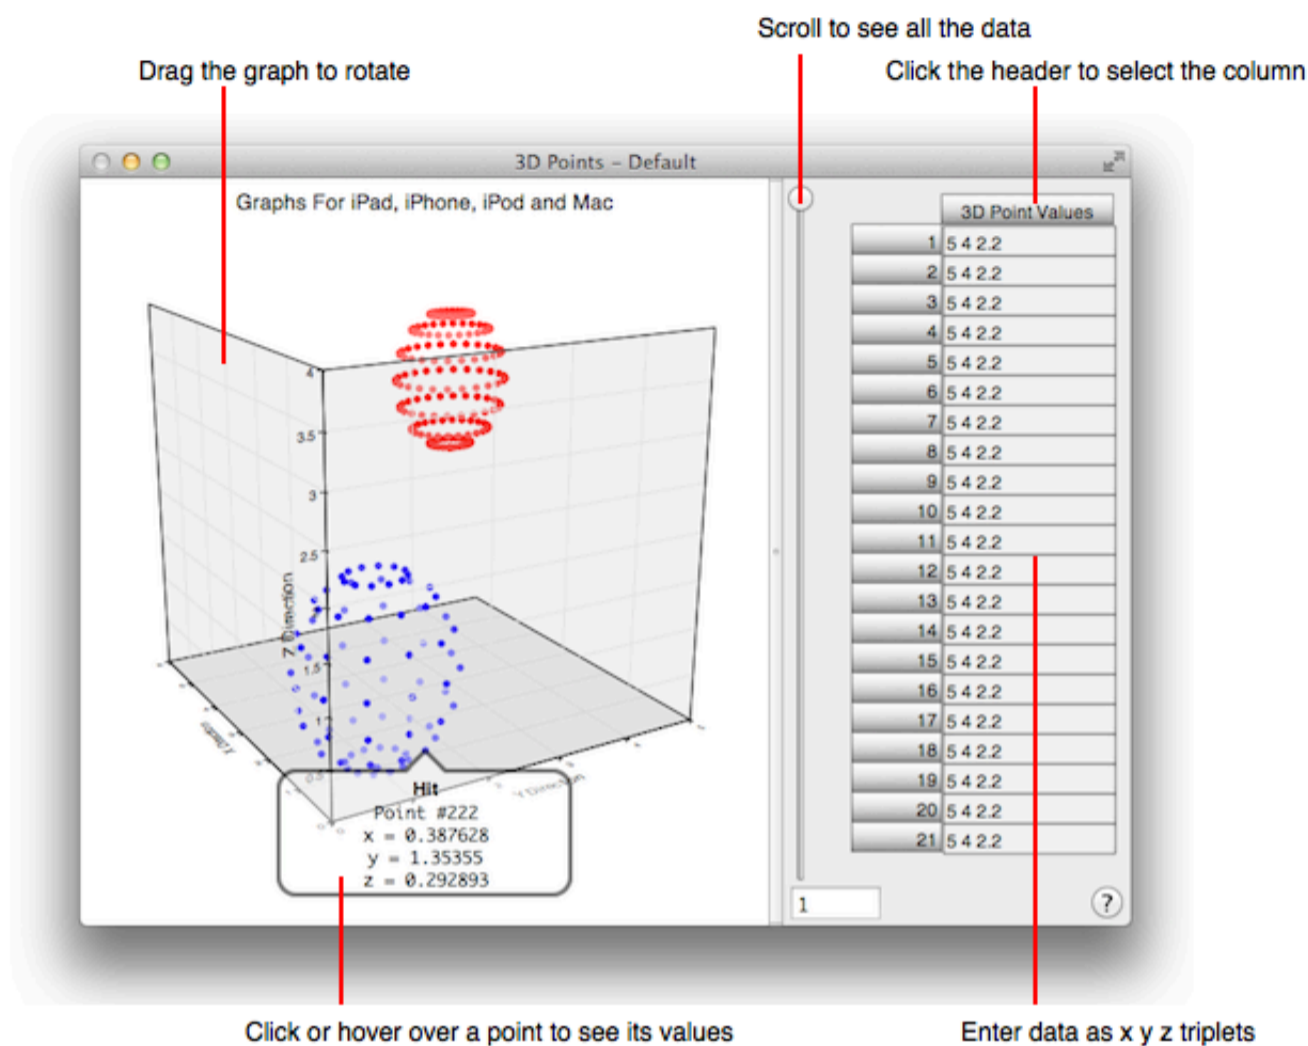 Scroll to see all the data
Drag the graph to rotate
Click the header to select the column
3D Points – Default
Graphs For iPad, iPhone, iPod and Mac
3D Point Values
1 5 4 2.2
2 5 4 2.2
3 5 4 2.2
4 5 4 2.2
5 5 4 2.2
6 5 4 2.2
7 5 4 2.2
8 5 4 2.2
9 5 4 2.2
10 5 4 2.2
11 5 4 2.2
12 5 4 2.2
13 5 4 2.2
14 5 4 2.2
15 5 4 2.2
16 5 4 2.2
17 5 4 2.2
18 5 4 2.2
19 5 4 2.2
20 5 4 2.2
21 5 4 2.2
4
3.5
3
2.5
Z Direction
1.5
1
0.5
X Direction
Y Direction
Hit
Point #222
x = 0.387628
y = 1.35355
z = 0.292893
1
?
Click or hover over a point to see its values
Enter data as x y z triplets